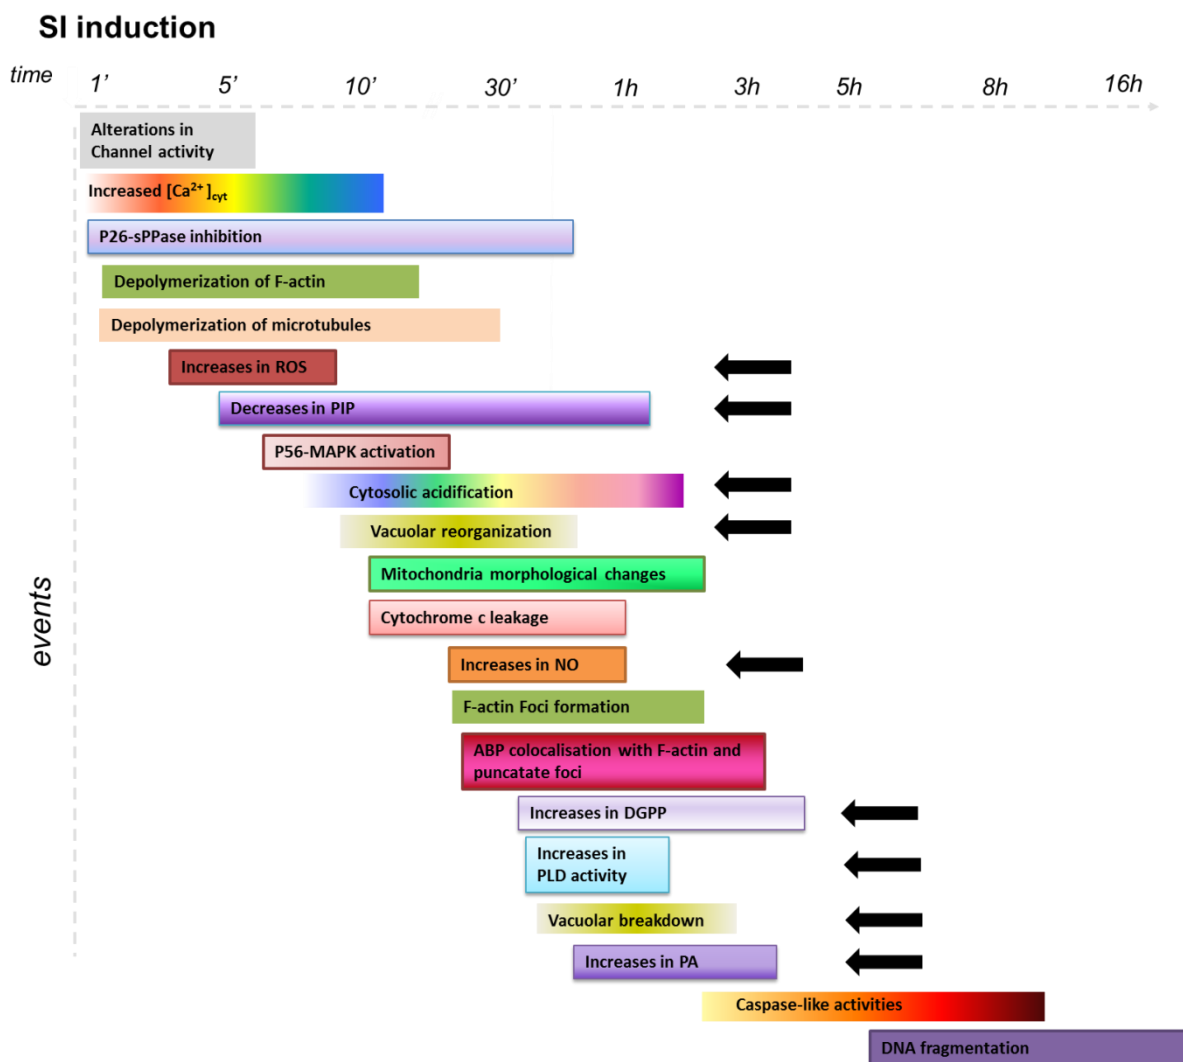 SI induction
time 1’ 5’ 10’ 30’ 1h 3h 5h 8h 16h
Alterations in
Channel activity
Increased [Ca²⁺]cyt
P26-sPPase inhibition
Depolymerization of F-actin
Depolymerization of microtubules
Increases in ROS
Decreases in PIP
P56-MAPK activation
Cytosolic acidification
Vacuolar reorganization
Mitochondria morphological changes
Cytochrome c leakage
events
Increases in NO
F-actin Foci formation
ABP colocalisation with F-actin and
puncatate foci
Increases in DGPP
Increases in
PLD activity
Vacuolar breakdown
Increases in PA
Caspase-like activities
DNA fragmentation